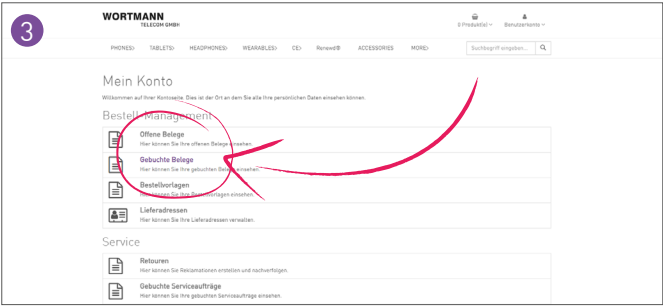 3
WORTMANN
TELECOM GMBH
0 Produkt(e) Benutzerkonto
PHONES> TABLETS> HEADPHONES> WEARABLES> CE> Renewd® ACCESSORIES MORE>
Suchbegriff eingeben...
Mein Konto
Willkommen auf Ihrer Kontoseite. Dies ist der Ort an dem Sie alle Ihre persönlichen Daten einsehen können.
Bestell-Management
Offene Belege
Hier können Sie Ihre offenen Belege einsehen.
Gebuchte Belege
Hier können Sie Ihre gebuchten Belege einsehen.
Bestellvorlagen
Hier können Sie Ihre Bestellvorlagen einsehen.
Lieferadressen
Hier können Sie Ihre Lieferadressen verwalten.
Service
Retouren
Hier können Sie Reklamationen erstellen und nachverfolgen.
Gebuchte Serviceaufträge
Hier können Sie Ihre gebuchten Serviceaufträge einsehen.